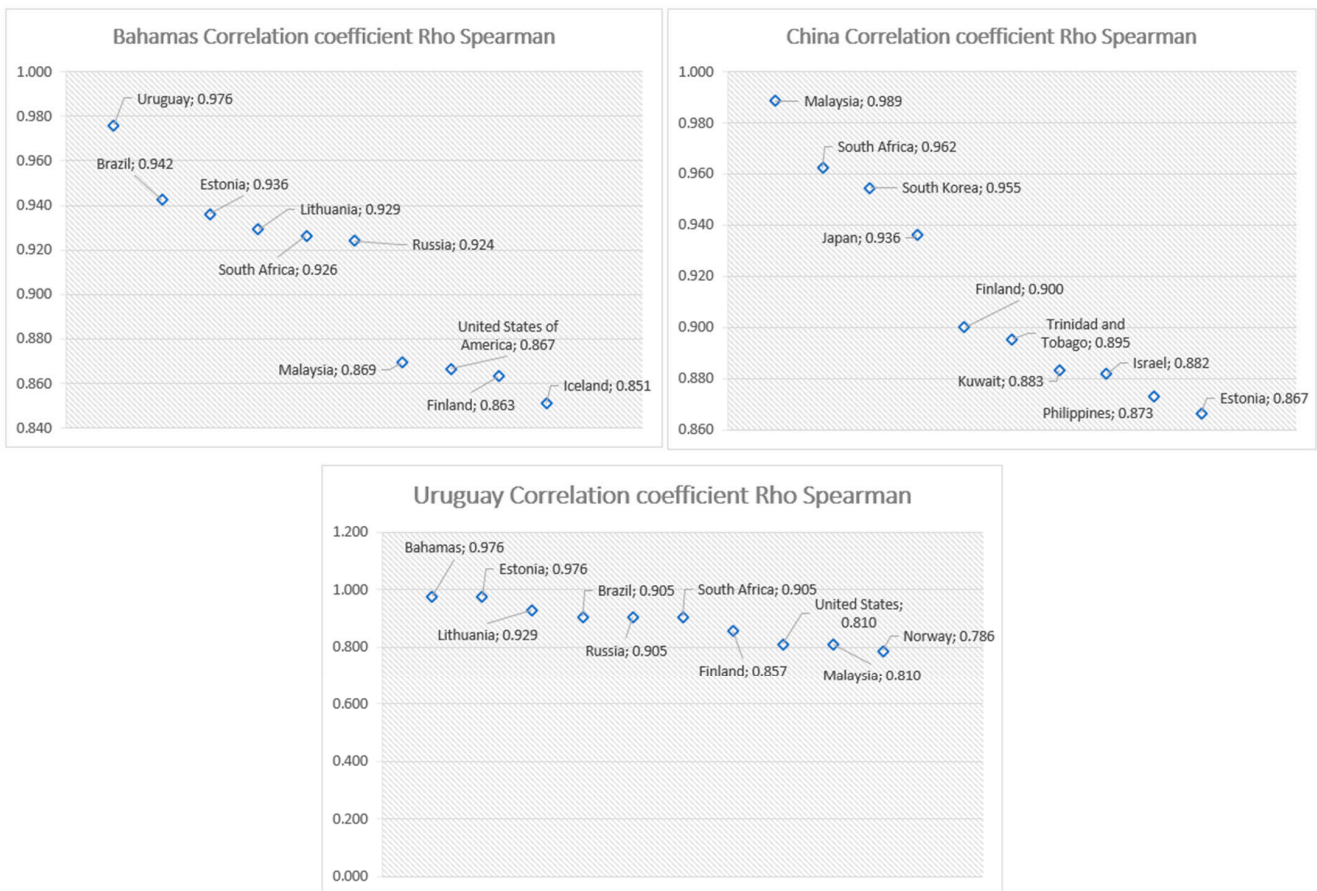 Bahamas Correlation coefficient Rho Spearman
1.000
0.980
0.960
0.940
0.920
0.900
0.880
0.860
0.840
Uruguay; 0.976
Brazil; 0.942
Estonia; 0.936
Lithuania; 0.929
South Africa; 0.926
Russia; 0.924
Malaysia; 0.869
United States of
America; 0.867
Finland; 0.863
Iceland; 0.851
China Correlation coefficient Rho Spearman
1.000
0.980
0.960
0.940
0.920
0.900
0.880
0.860
Malaysia; 0.989
South Africa; 0.962
South Korea; 0.955
Japan; 0.936
Finland; 0.900
Trinidad and
Tobago; 0.895
Kuwait; 0.883
Israel; 0.882
Philippines; 0.873
Estonia; 0.867
Uruguay Correlation coefficient Rho Spearman
1.200
1.000
0.800
0.600
0.400
0.200
0.000
Bahamas; 0.976
Estonia; 0.976
Lithuania; 0.929
Brazil; 0.905
Russia; 0.905
South Africa; 0.905
Finland; 0.857
United States;
0.810
Malaysia; 0.810
Norway; 0.786